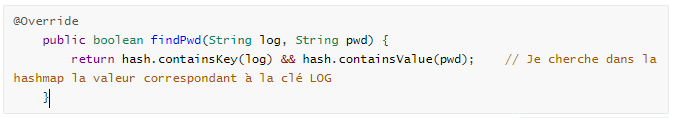 @Override
    public boolean findPwd(String log, String pwd) {
        return hash.containsKey(log) && hash.containsValue(pwd);    // Je cherche dans la
hashmap la valeur correspondant à la clé LOG
    }